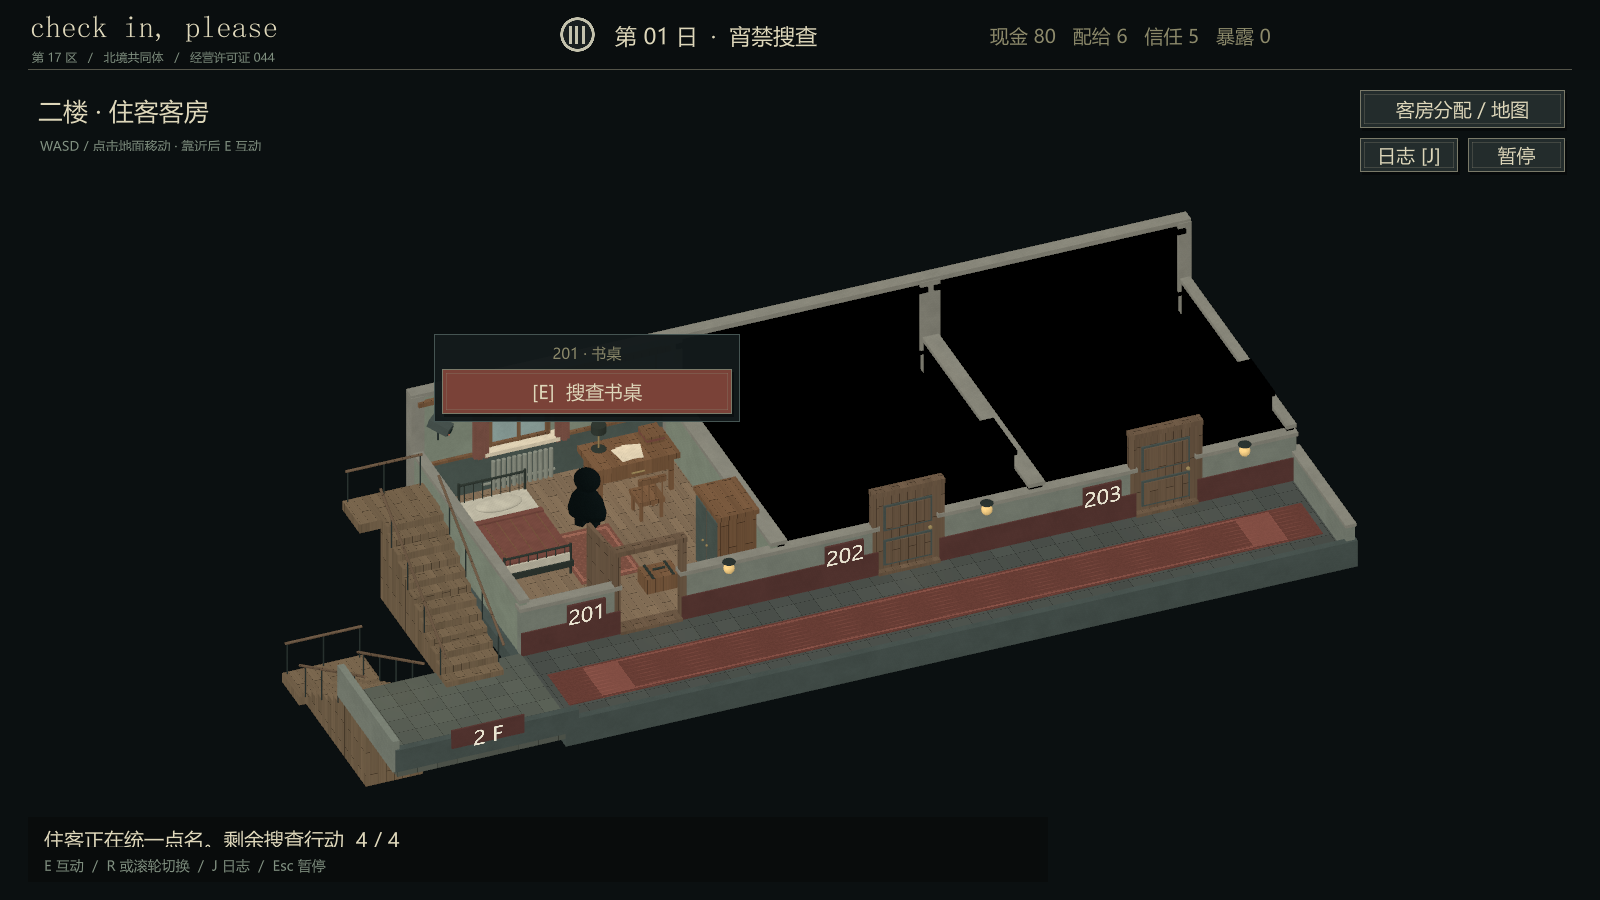 check in, please
第 17 区 / 北境共同体 / 经营许可证 044
第 01 日 · 宵禁搜查
现金 80 配给 6 信任 5 暴露 0
二楼 · 住客客房
WASD / 点击地面移动 · 靠近后 E 互动
客房分配 / 地图
日志 [J]
暂停
201 · 书桌
[E] 搜查书桌
203
202
201
2 F
住客正在统一点名。剩余搜查行动 4 / 4
E 互动 / R 或滚轮切换 / J 日志 / Esc 暂停